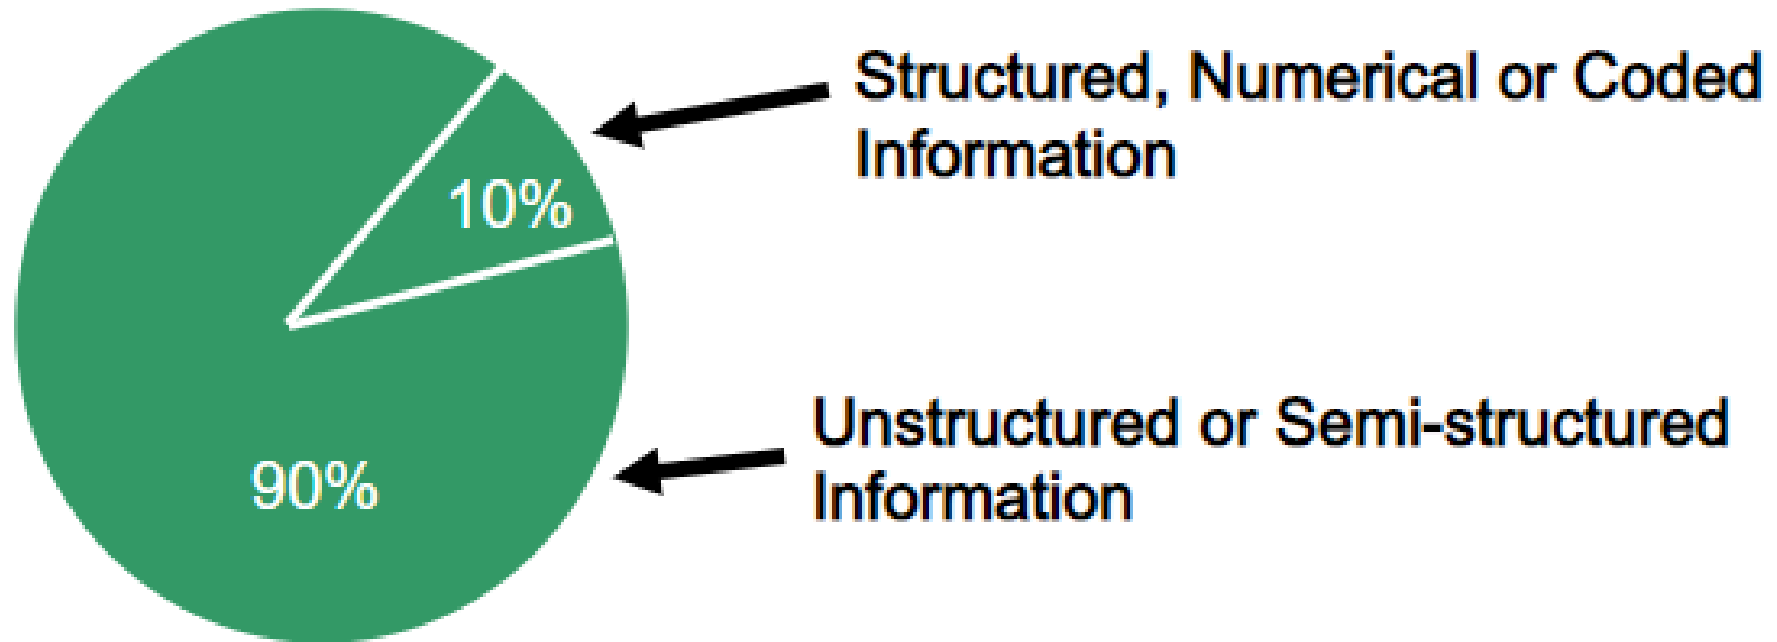 Structured, Numerical or Coded
Information
10%
Unstructured or Semi-structured
Information
90%